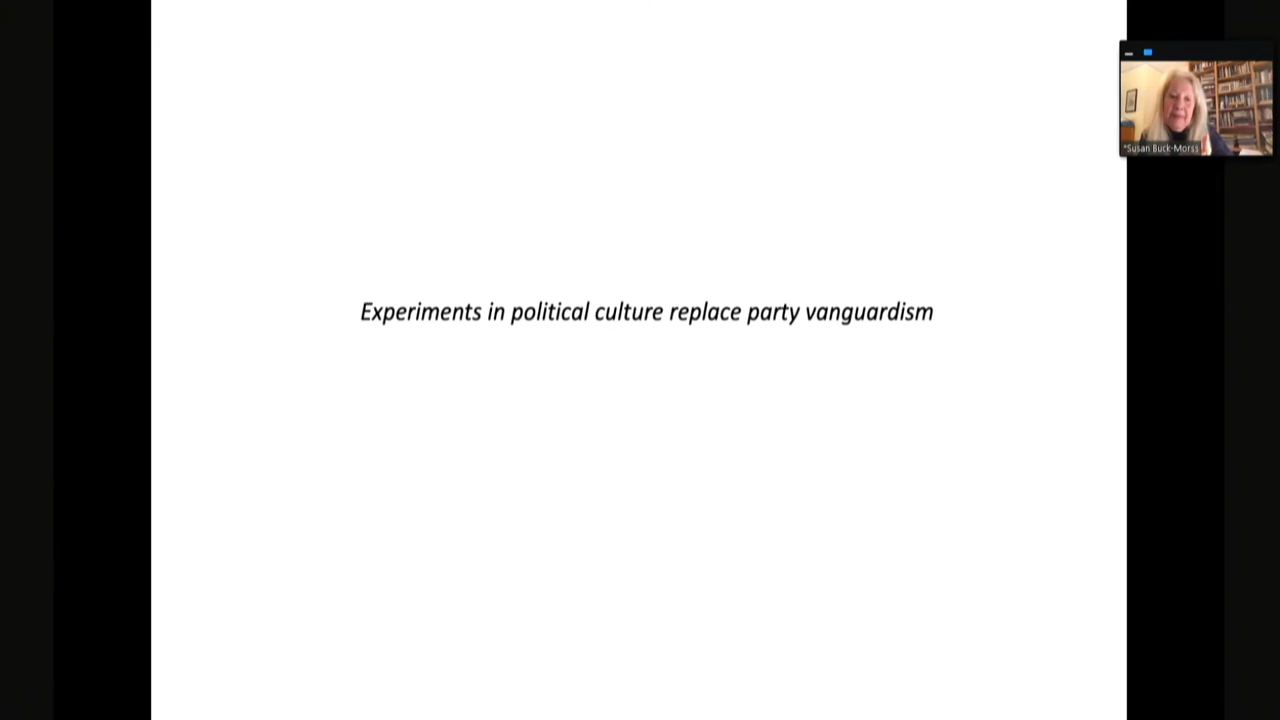 Experiments in political culture replace party vanguardism
*Susan Buck-Morss